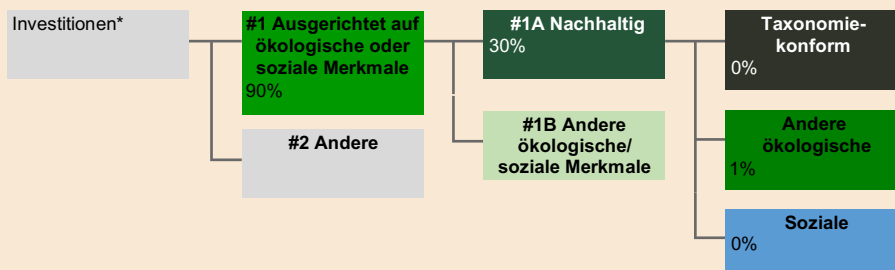 Investitionen*
#1 Ausgerichtet auf
ökologische oder
soziale Merkmale
90%
#2 Andere
#1A Nachhaltig
30%
#1B Andere
ökologische/
soziale Merkmale
Taxonomie-
konform
0%
Andere
ökologische
1%
Soziale
0%